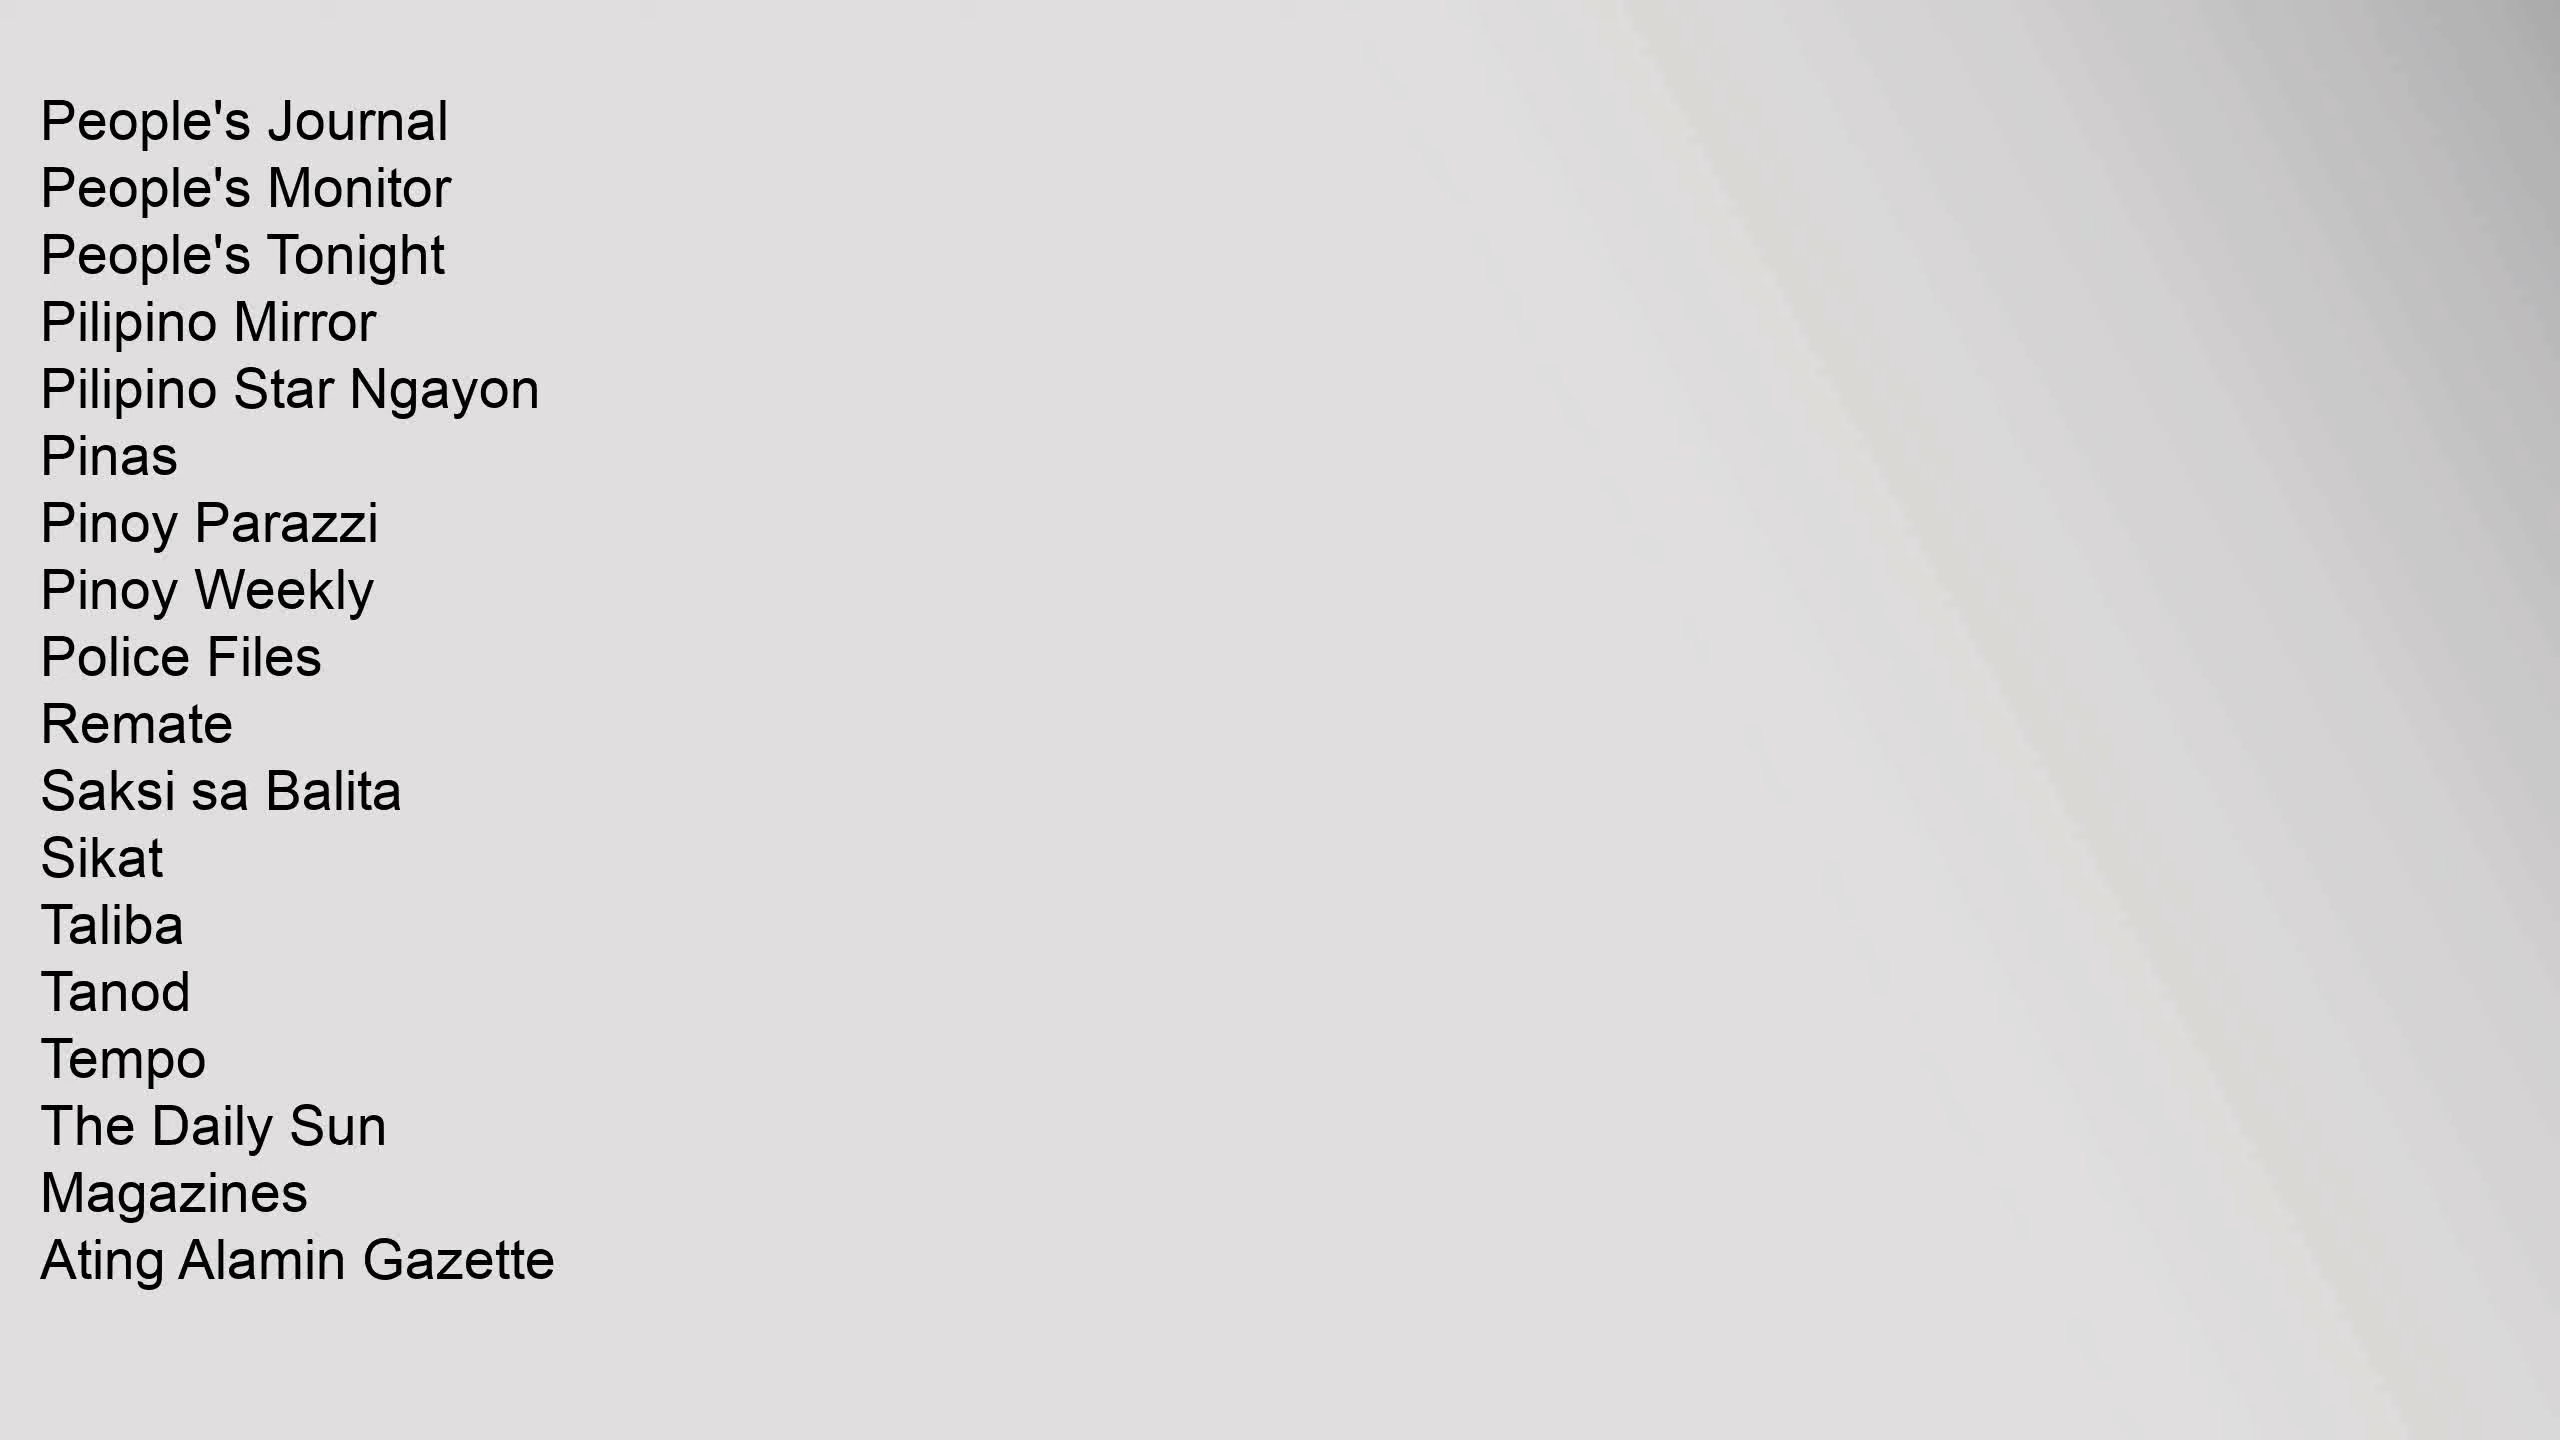 People's Journal
People's Monitor
People's Tonight
Pilipino Mirror
Pilipino Star Ngayon
Pinas
Pinoy Parazzi
Pinoy Weekly
Police Files
Remate
Saksi sa Balita
Sikat
Taliba
Tanod
Tempo
The Daily Sun
Magazines
Ating Alamin Gazette